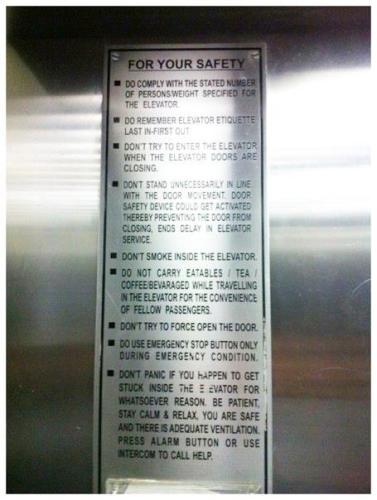 FOR YOUR SAFETY
■ DO COMPLY WITH THE STATED NUMBER
OF PERSONS/WEIGHT SPECIFIED FOR
THE ELEVATOR.
■ DO REMEMBER ELEVATOR ETIQUETTE
LAST IN-FIRST OUT
■ DON'T TRY TO ENTER THE ELEVATOR
WHEN THE ELEVATOR DOORS ARE
CLOSING.
■ DON'T STAND UNNECESSARILY IN LINE
WITH THE DOOR MOVEMENT. DOOR
SAFETY DEVICE COULD GET ACTIVATED
THEREBY PREVENTING THE DOOR FROM
CLOSING, ENDS DELAY IN ELEVATOR
SERVICE.
■ DON'T SMOKE INSIDE THE ELEVATOR.
■ DO NOT CARRY EATABLES / TEA /
COFFEE/BEVARAGED WHILE TRAVELLING
IN THE ELEVATOR FOR THE CONVENIENCE
OF FELLOW PASSENGERS.
■ DON'T TRY TO FORCE OPEN THE DOOR.
■ DO USE EMERGENCY STOP BUTTON ONLY
DURING EMERGENCY CONDITION.
■ DON'T PANIC IF YOU HAPPEN TO GET
STUCK INSIDE THE ELEVATOR FOR
WHATSOEVER REASON. BE PATIENT,
STAY CALM & RELAX, YOU ARE SAFE
AND THERE IS ADEQUATE VENTILATION.
PRESS ALARM BUTTON OR USE
INTERCOM TO CALL HELP.